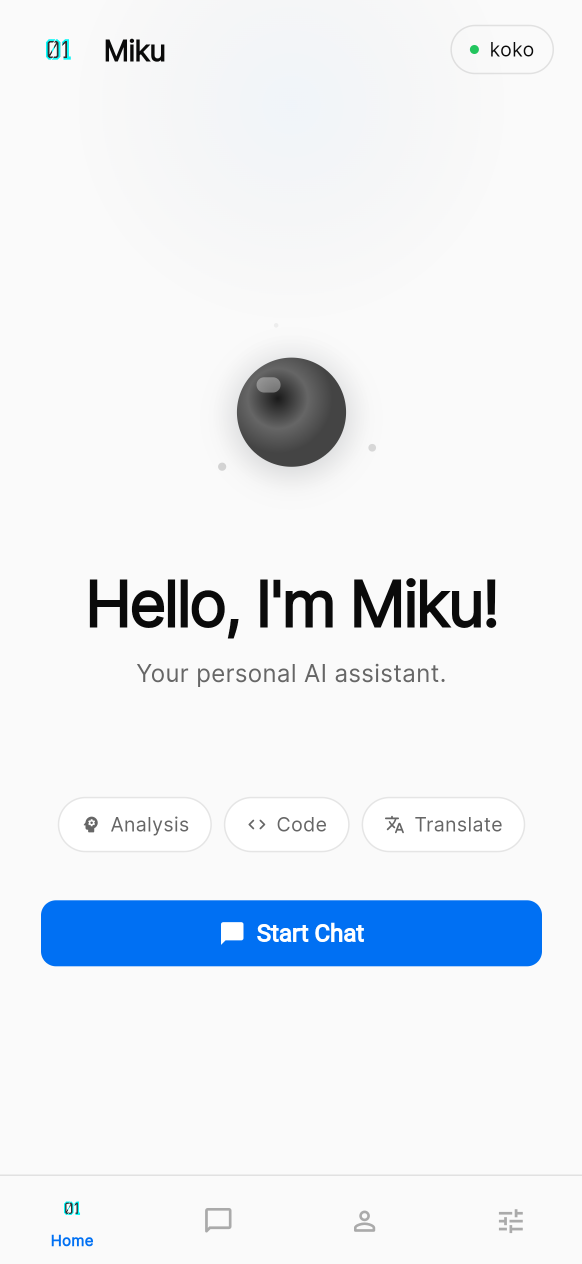 01 Miku koko
Hello, I'm Miku!
Your personal AI assistant.
Analysis Code Translate
Start Chat
01
Home